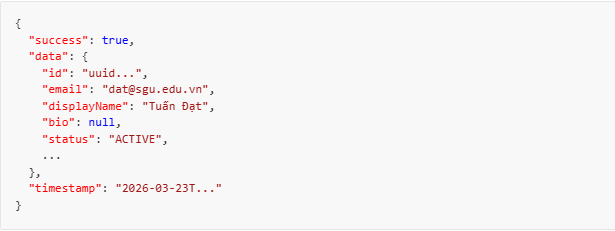 {
  "success": true,
  "data": {
    "id": "uuid...",
    "email": "dat@sgu.edu.vn",
    "displayName": "Tuấn Đạt",
    "bio": null,
    "status": "ACTIVE",
    ...
  },
  "timestamp": "2026-03-23T..."
}